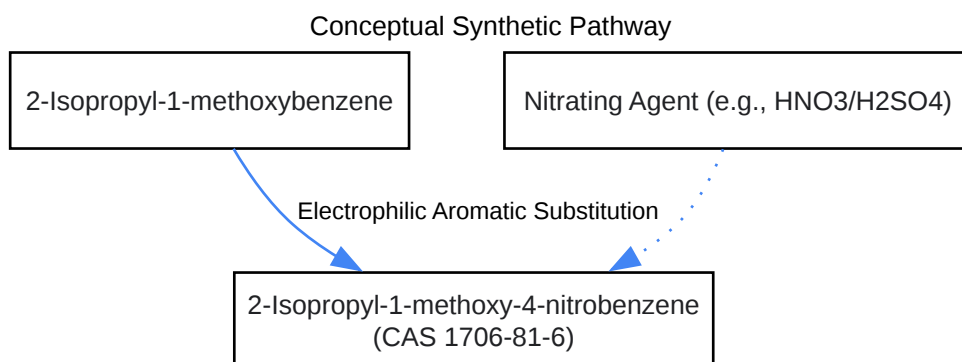 Conceptual Synthetic Pathway
2-Isopropyl-1-methoxybenzene
Nitrating Agent (e.g., HNO3/H2SO4)
Electrophilic Aromatic Substitution
2-Isopropyl-1-methoxy-4-nitrobenzene
(CAS 1706-81-6)